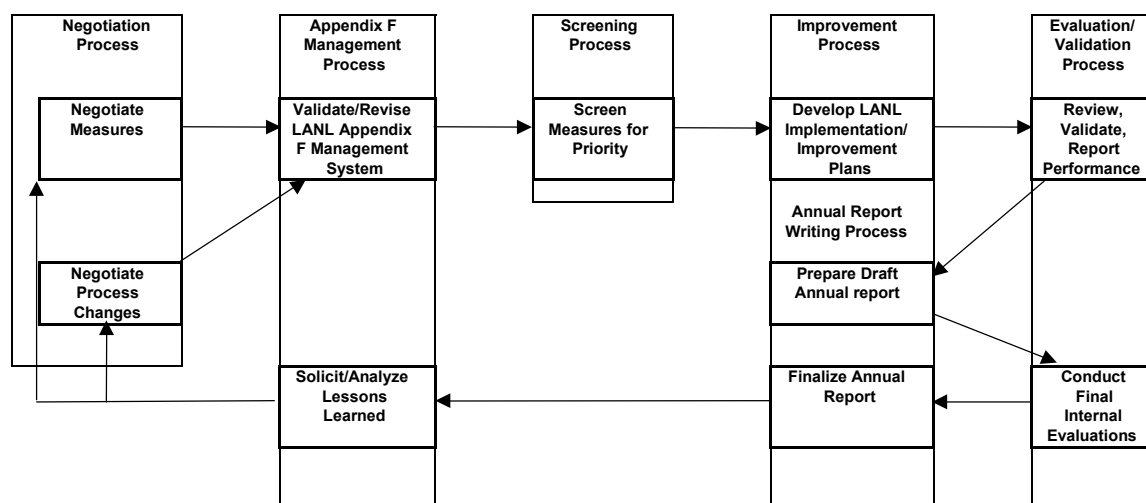 Negotiation
Process
Appendix F
Management
Process
Screening
Process
Improvement
Process
Evaluation/
Validation
Process
Negotiate
Measures
Validate/Revise
LANL Appendix
F Management
System
Screen
Measures for
Priority
Develop LANL
Implementation/
Improvement
Plans
Review,
Validate,
Report
Performance
Annual Report
Writing Process
Negotiate
Process
Changes
Prepare Draft
Annual report
Solicit/Analyze
Lessons
Learned
Finalize Annual
Report
Conduct
Final
Internal
Evaluations